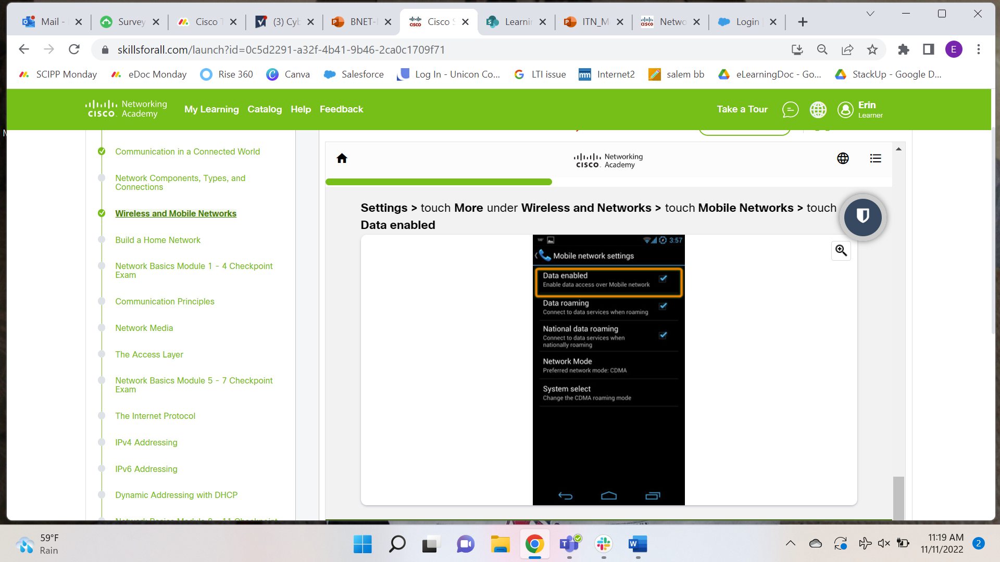 Mail -
Survey
Cisco T
(3) Cyb
BNET-I
Cisco S
Learnin
ITN_M
Netwo
Login
skillsforall.com/launch?id=0c5d2291-a32f-4b41-9b46-2ca0c1709f71
E
SCIPP Monday
eDoc Monday
Rise 360
Canva
Salesforce
Log In - Unicon Co...
LTI issue
Internet2
salem bb
eLearningDoc - Go...
StackUp - Google D...
CISCO Networking Academy
My Learning
Catalog
Help
Feedback
Take a Tour
Erin
Learner
Communication in a Connected World
Network Components, Types, and
Connections
Wireless and Mobile Networks
Build a Home Network
Network Basics Module 1 - 4 Checkpoint
Exam
Communication Principles
Network Media
The Access Layer
Network Basics Module 5 - 7 Checkpoint
Exam
The Internet Protocol
IPv4 Addressing
IPv6 Addressing
Dynamic Addressing with DHCP
CISCO Networking Academy
Settings > touch More under Wireless and Networks > touch Mobile Networks > touch
Data enabled
3:57
Mobile network settings
Data enabled
Enable data access over Mobile network
Data roaming
Connect to data services when roaming
National data roaming
Connect to data services when
nationally roaming
Network Mode
Preferred network mode: CDMA
System select
Change the CDMA roaming mode
59°F
Rain
11:19 AM
11/11/2022
2